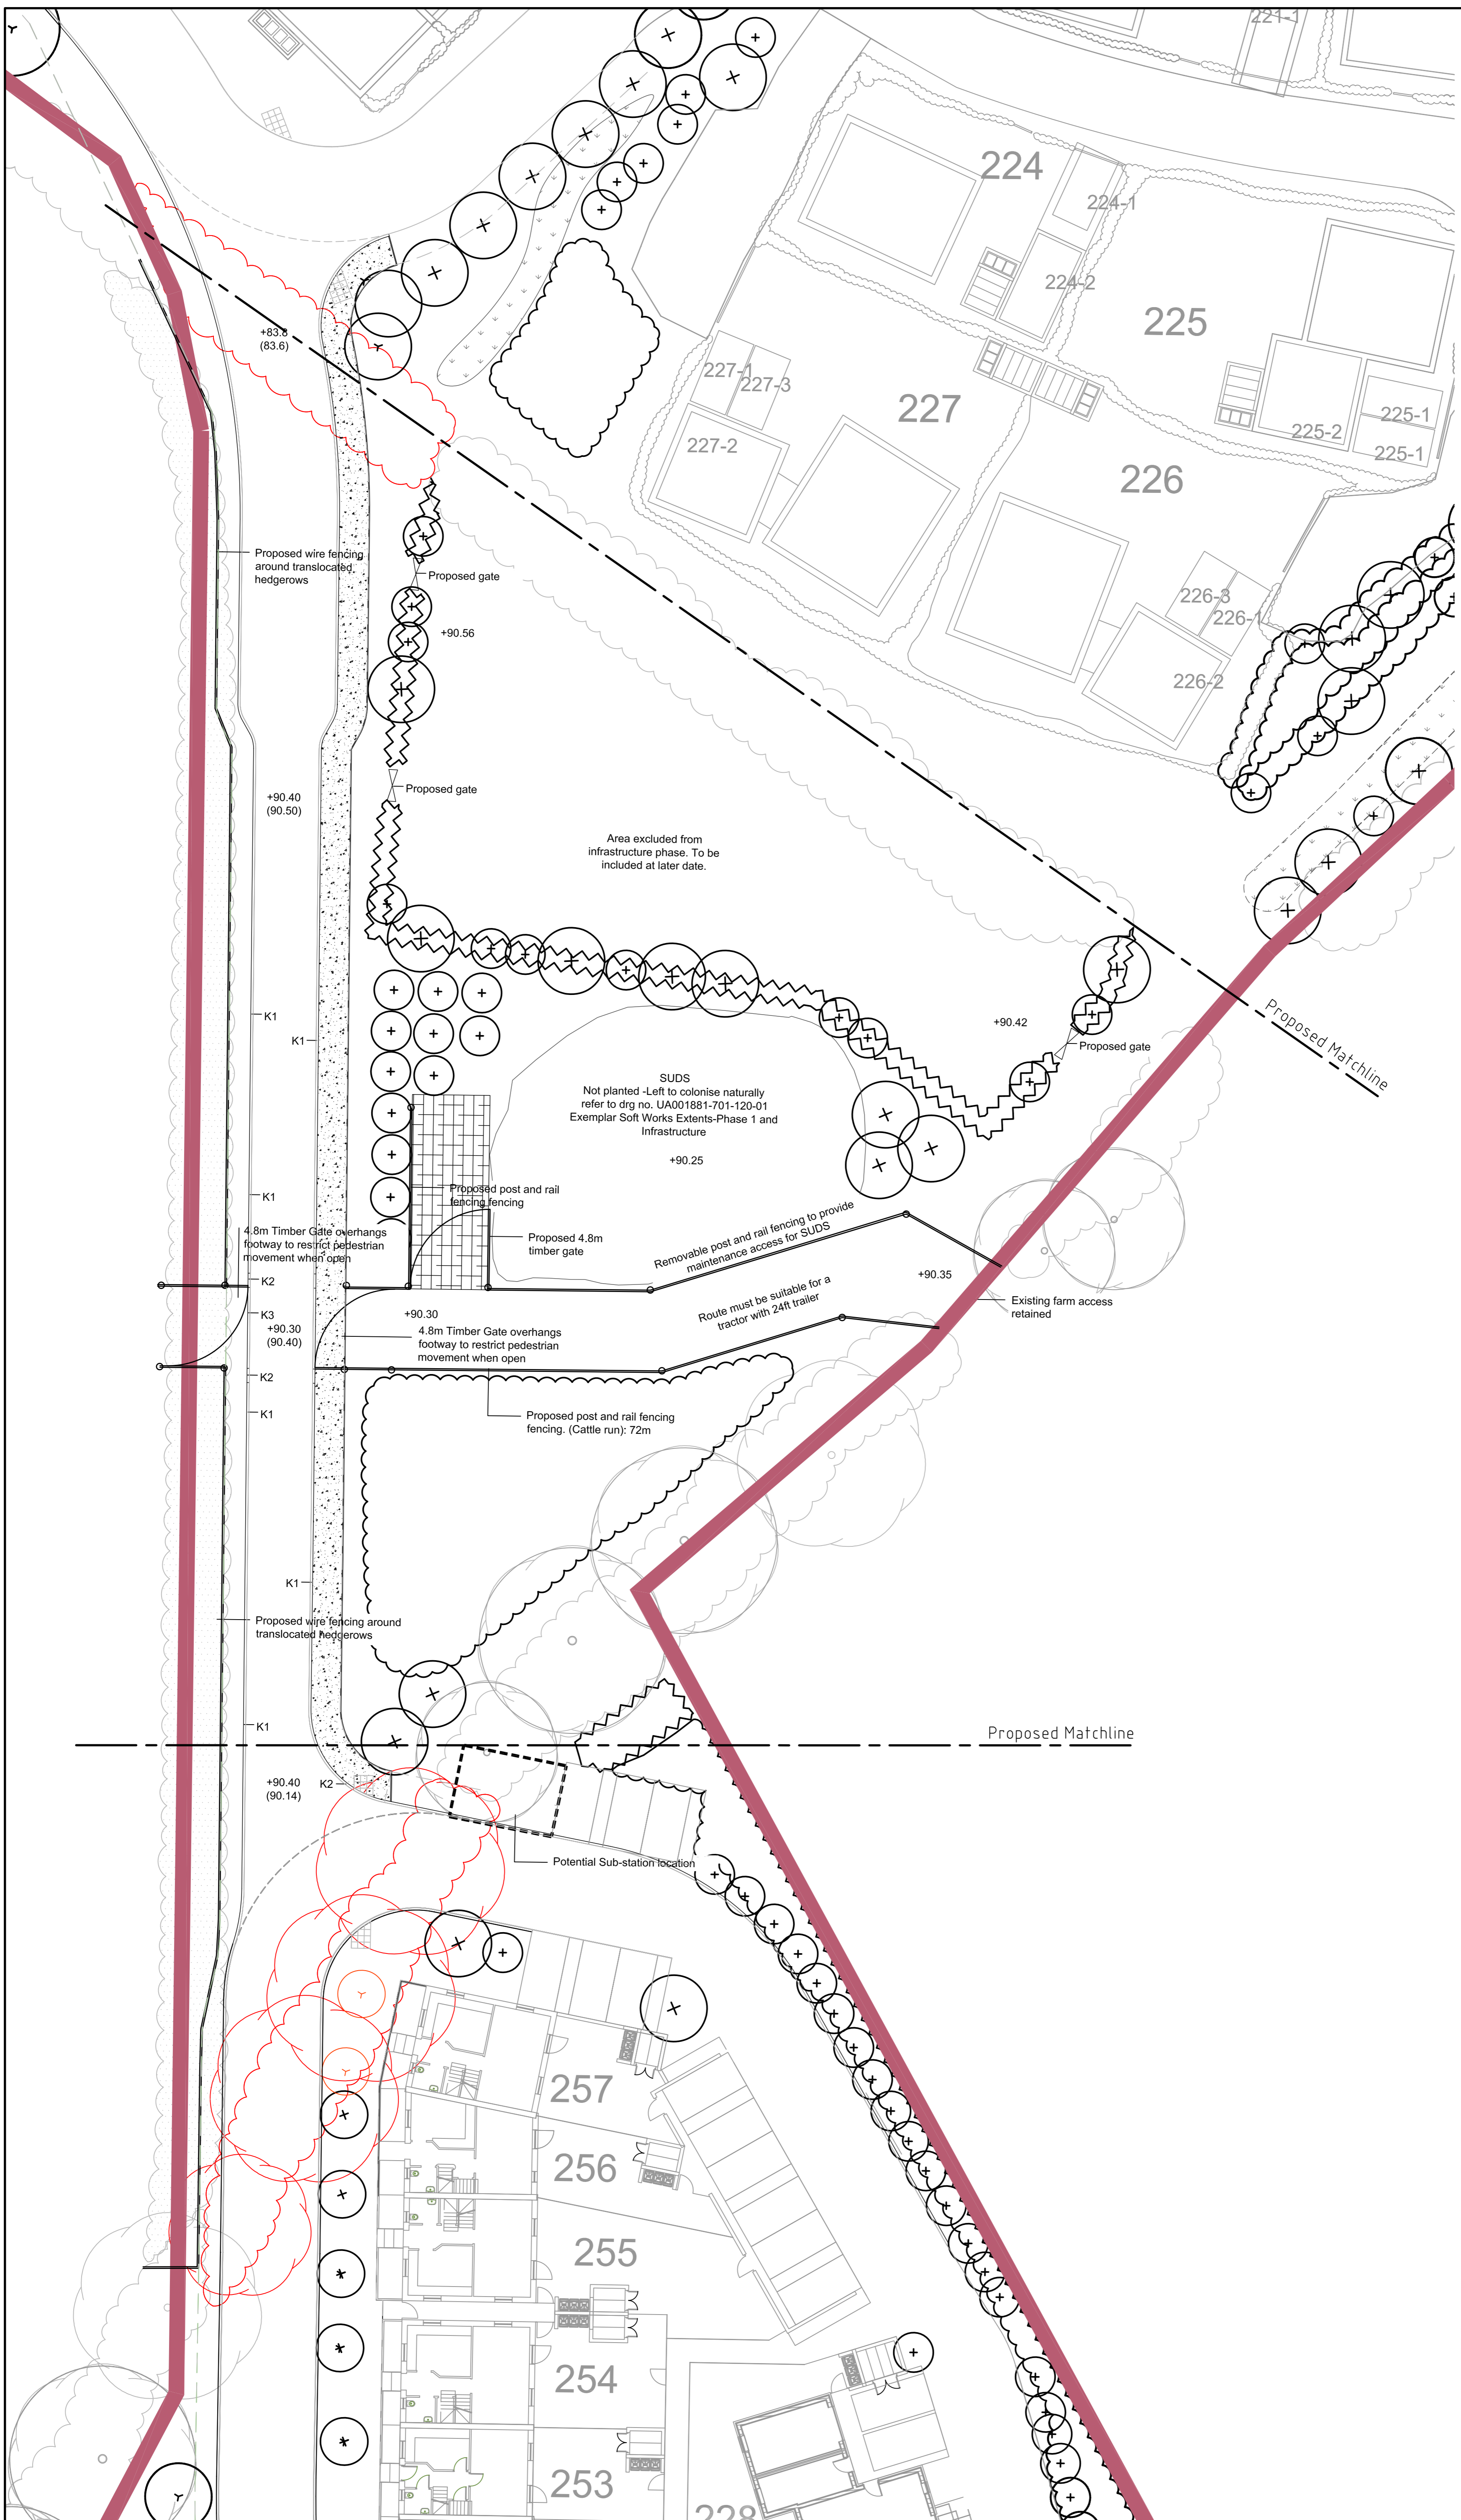 221-1
224
224-1
224-2
225
225-1
225-2
225-1
227-1
227-3
227
227-2
226
226-3
226-1
226-2
+83.8
(83.6)
Proposed wire fencing
around translocated
hedgerows
Proposed gate
+90.56
Proposed gate
+90.40
(90.50)
Area excluded from
infrastructure phase. To be
included at later date.
Proposed Matchline
+90.42
Proposed gate
K1
K1
SUDS
Not planted -Left to colonise naturally
refer to drg no. UA001881-701-120-01
Exemplar Soft Works Extents-Phase 1 and
Infrastructure
+90.25
K1
Proposed post and rail
fencing fencing
4.8m Timber Gate overhangs
footway to restrict pedestrian
movement when open
Proposed 4.8m
timber gate
Removable post and rail fencing to provide
maintenance access for SUDS
+90.35
K2
K3
+90.30
(90.40)
+90.30
4.8m Timber Gate overhangs
footway to restrict pedestrian
movement when open
Route must be suitable for a
tractor with 24ft trailer
Existing farm access
retained
K2
K1
Proposed post and rail fencing
fencing. (Cattle run): 72m
K1
Proposed wire fencing around
translocated hedgerows
K1
Proposed Matchline
+90.40
(90.14)
K2
Potential Sub-station location
257
256
255
254
253
228